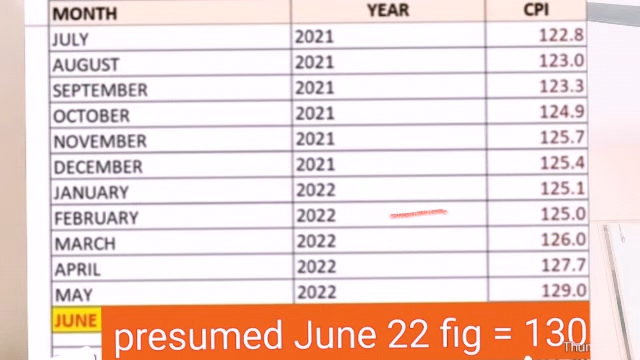 MONTH YEAR CPI
JULY 2021 122.8
AUGUST 2021 123.0
SEPTEMBER 2021 123.3
OCTOBER 2021 124.9
NOVEMBER 2021 125.7
DECEMBER 2021 125.4
JANUARY 2022 125.1
FEBRUARY 2022 125.0
MARCH 2022 126.0
APRIL 2022 127.7
MAY 2022 129.0
JUNE
presumed June 22 fig = 130